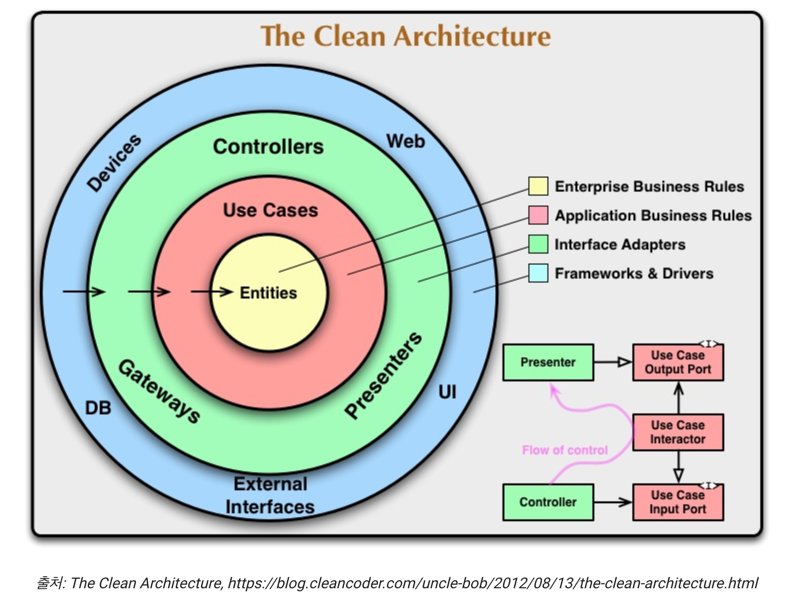 The Clean Architecture
Devices
Controllers
Web
Use Cases
Entities
Gateways
Presenters
DB
UI
External
Interfaces
Enterprise Business Rules
Application Business Rules
Interface Adapters
Frameworks & Drivers
Presenter
<I>
Use Case
Output Port
Use Case
Interactor
Flow of control
Controller
<I>
Use Case
Input Port
출처: The Clean Architecture, https://blog.cleancoder.com/uncle-bob/2012/08/13/the-clean-architecture.html